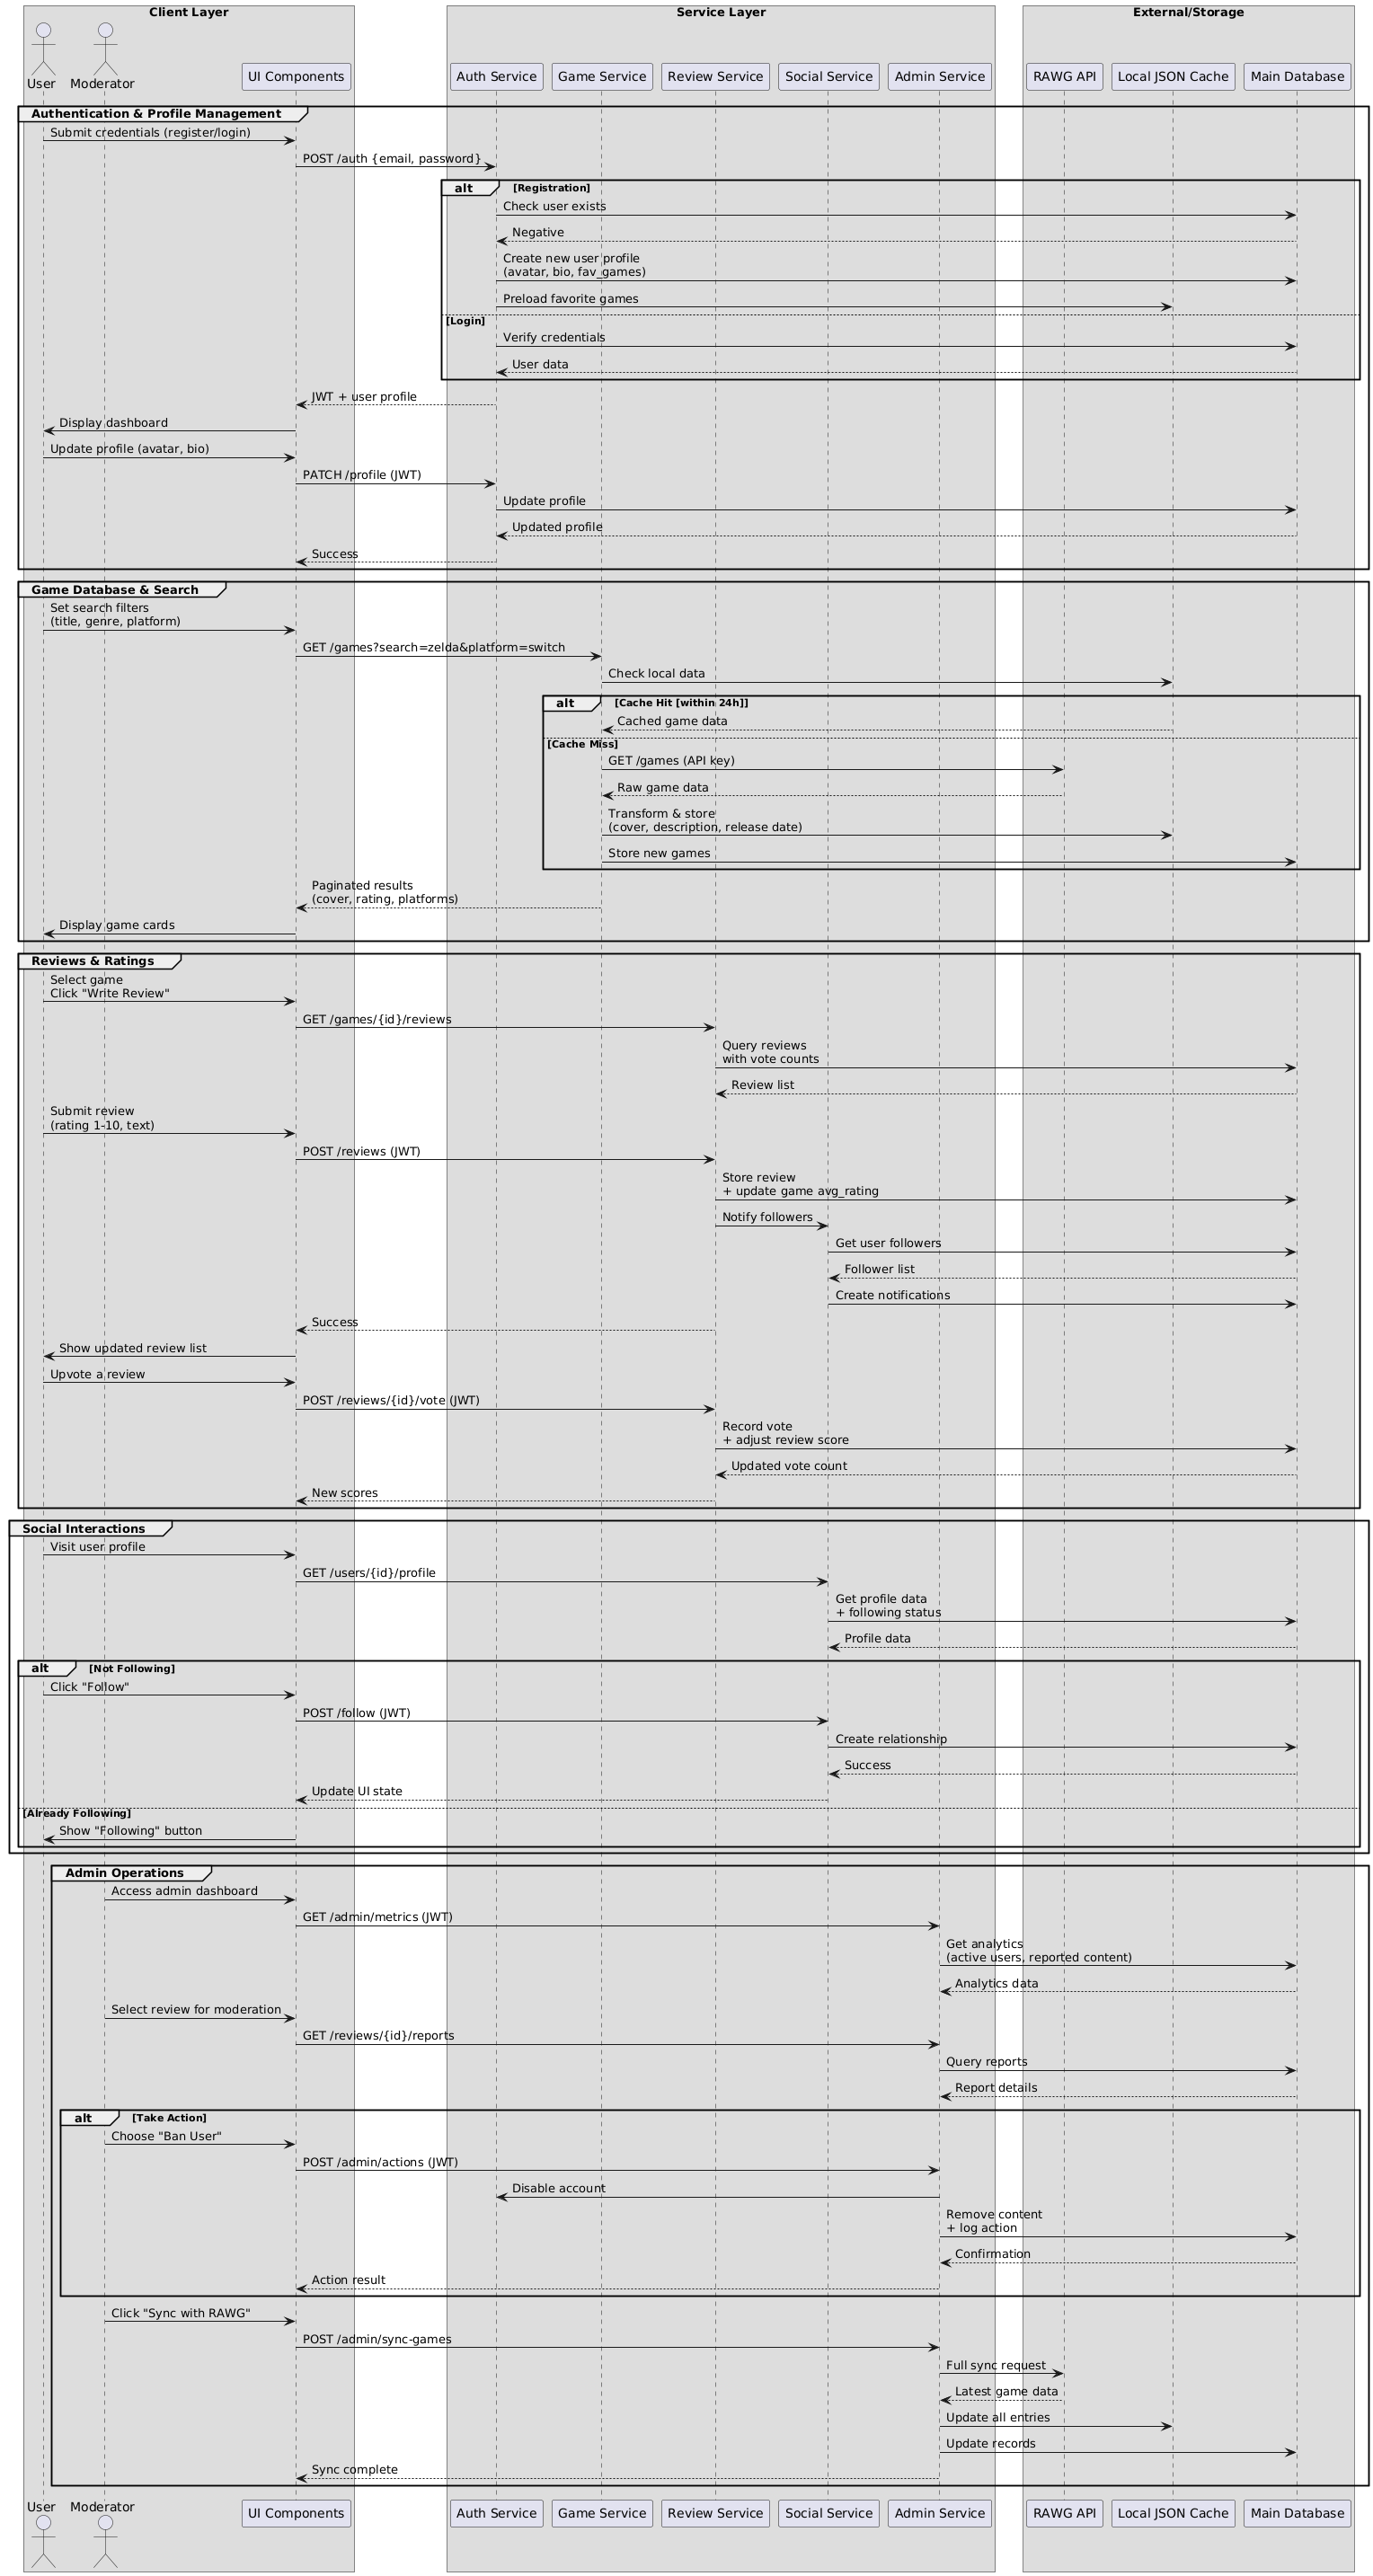 Client Layer
Service Layer
External/Storage
User
Moderator
UI Components
Auth Service
Game Service
Review Service
Social Service
Admin Service
RAWG API
Local JSON Cache
Main Database
Authentication & Profile Management
Submit credentials (register/login)
POST /auth {email, password}
alt
[Registration]
Check user exists
Negative
Create new user profile
(avatar, bio, fav_games)
Preload favorite games
[Login]
Verify credentials
User data
JWT + user profile
Display dashboard
Update profile (avatar, bio)
PATCH /profile (JWT)
Update profile
Updated profile
Success
Game Database & Search
Set search filters
(title, genre, platform)
GET /games?search=zelda&platform=switch
Check local data
alt
[Cache Hit [within 24h]]
Cached game data
[Cache Miss]
GET /games (API key)
Raw game data
Transform & store
(cover, description, release date)
Store new games
Paginated results
(cover, rating, platforms)
Display game cards
Reviews & Ratings
Select game
Click "Write Review"
GET /games/{id}/reviews
Query reviews
with vote counts
Review list
Submit review
(rating 1-10, text)
POST /reviews (JWT)
Store review
+ update game avg_rating
Notify followers
Get user followers
Follower list
Create notifications
Success
Show updated review list
Upvote a review
POST /reviews/{id}/vote (JWT)
Record vote
+ adjust review score
Updated vote count
New scores
Social Interactions
Visit user profile
GET /users/{id}/profile
Get profile data
+ following status
Profile data
alt
[Not Following]
Click "Follow"
POST /follow (JWT)
Create relationship
Success
Update UI state
[Already Following]
Show "Following" button
Admin Operations
Access admin dashboard
GET /admin/metrics (JWT)
Get analytics
(active users, reported content)
Analytics data
Select review for moderation
GET /reviews/{id}/reports
Query reports
Report details
alt
[Take Action]
Choose "Ban User"
POST /admin/actions (JWT)
Disable account
Remove content
+ log action
Confirmation
Action result
Click "Sync with RAWG"
POST /admin/sync-games
Full sync request
Latest game data
Update all entries
Update records
Sync complete
User
Moderator
UI Components
Auth Service
Game Service
Review Service
Social Service
Admin Service
RAWG API
Local JSON Cache
Main Database